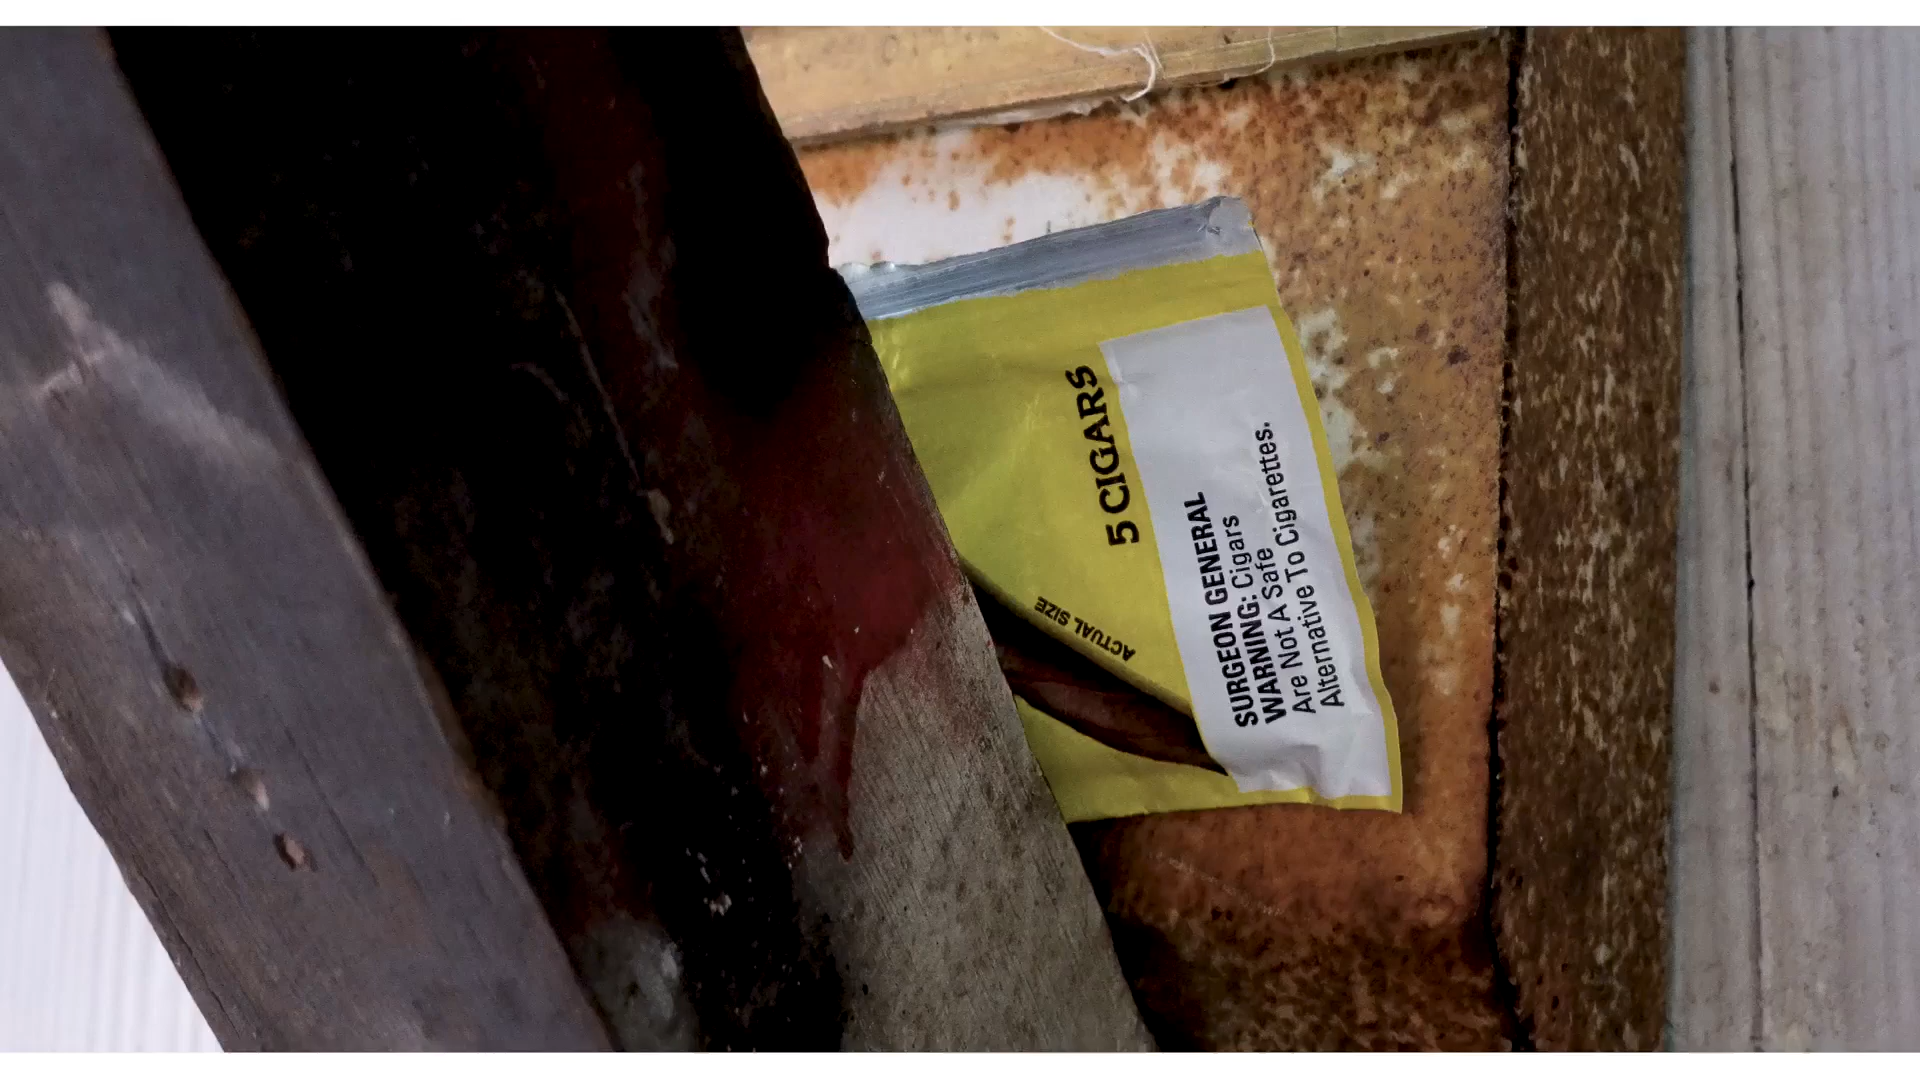 5 CIGARS
SURGEON GENERAL
WARNING: Cigars
Are Not A Safe
Alternative To Cigarettes.
ACTUAL SIZE